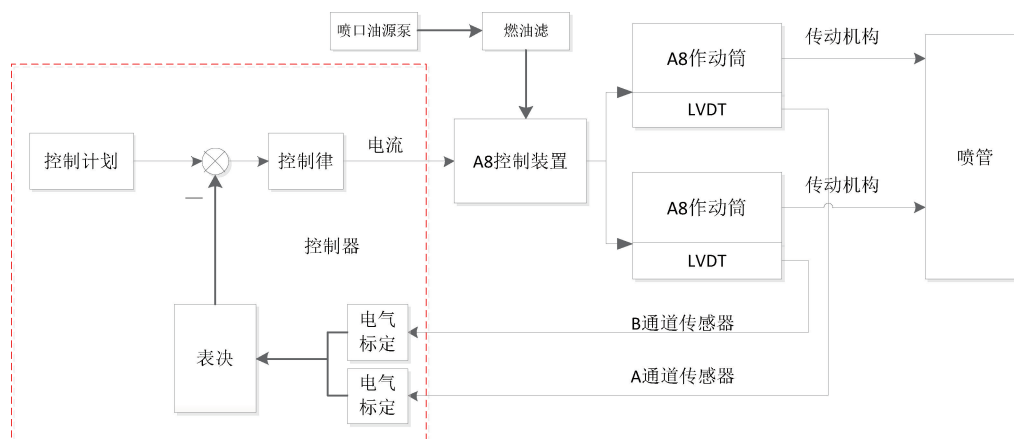 喷口油源泵
燃油滤
传动机构
A8作动筒
LVDT
控制计划
控制律
电流
A8控制装置
喷管
传动机构
A8作动筒
LVDT
—
控制器
电气
标定
B通道传感器
表决
电气
标定
A通道传感器